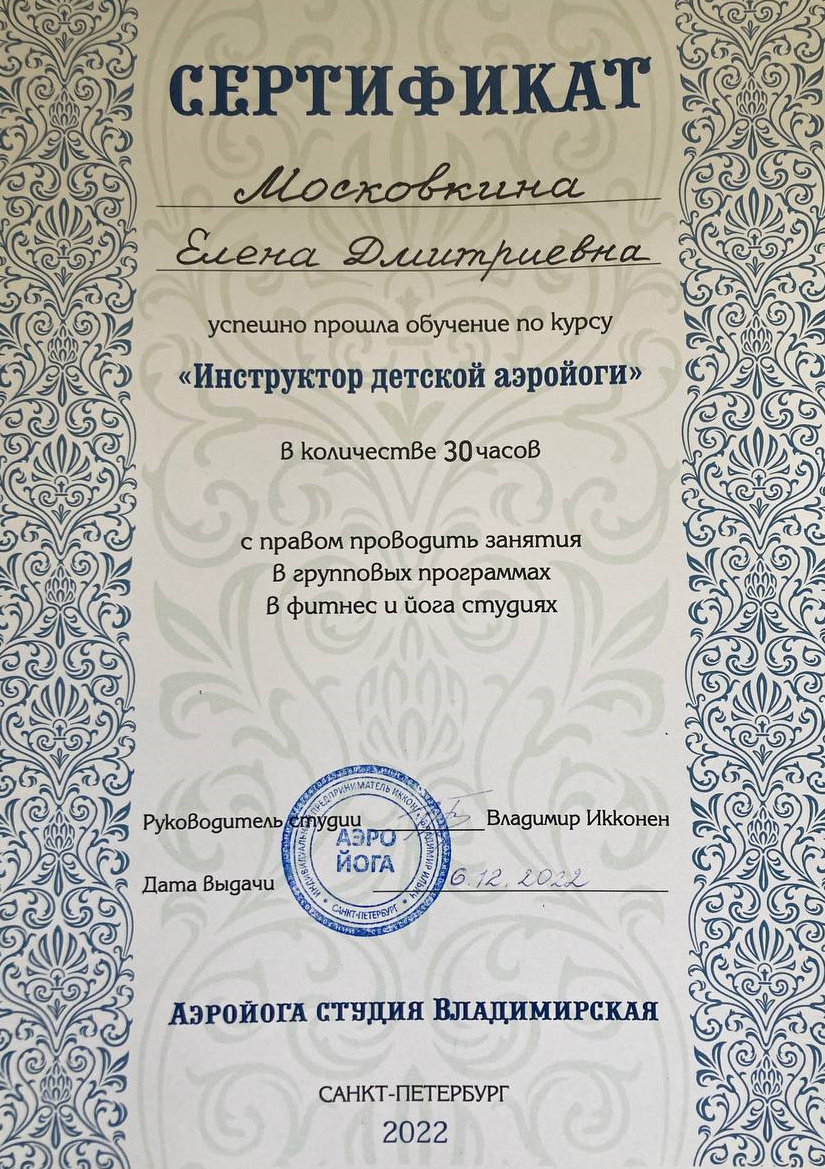 СЕРТИФИКАТ
Московкина
Елена Дмитриевна
успешно прошла обучение по курсу
«Инструктор детской аэройоги»
в количестве 30 часов
с правом проводить занятия
в групповых программах
в фитнес и йога студиях
Руководитель студии Владимир Икконен
ИНДИВИДУАЛЬНЫЙ ПРЕДПРИНИМАТЕЛЬ ИККОНЕН ВЛАДИМИР ИЛЬИЧ
АЭРО
ЙОГА
САНКТ-ПЕТЕРБУРГ
Дата выдачи 6.12.2022
Аэройога студия Владимирская
САНКТ-ПЕТЕРБУРГ
2022